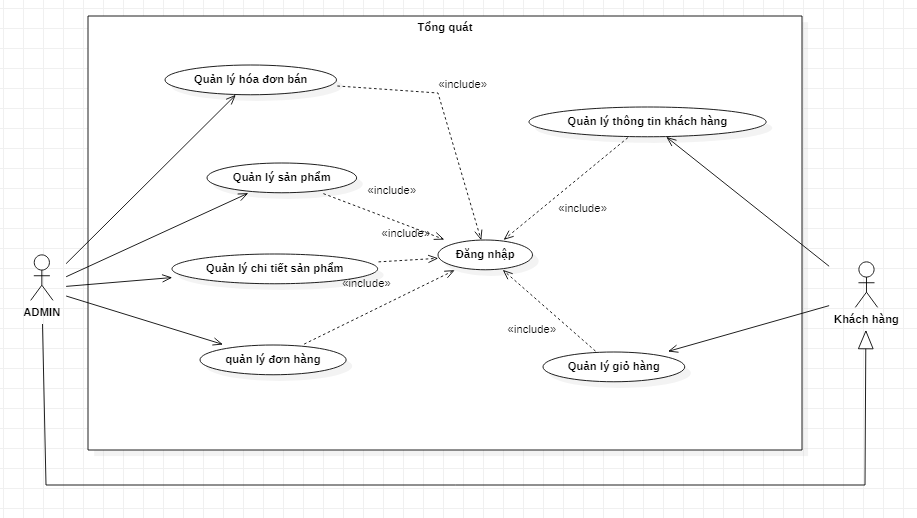 Tổng quát
Quản lý hóa đơn bán
«include»
Quản lý thông tin khách hàng
Quản lý sản phẩm
«include»
«include»
«include»
Đăng nhập
Quản lý chi tiết sản phẩm
«include»
ADMIN
Khách hàng
«include»
quản lý đơn hàng
Quản lý giỏ hàng